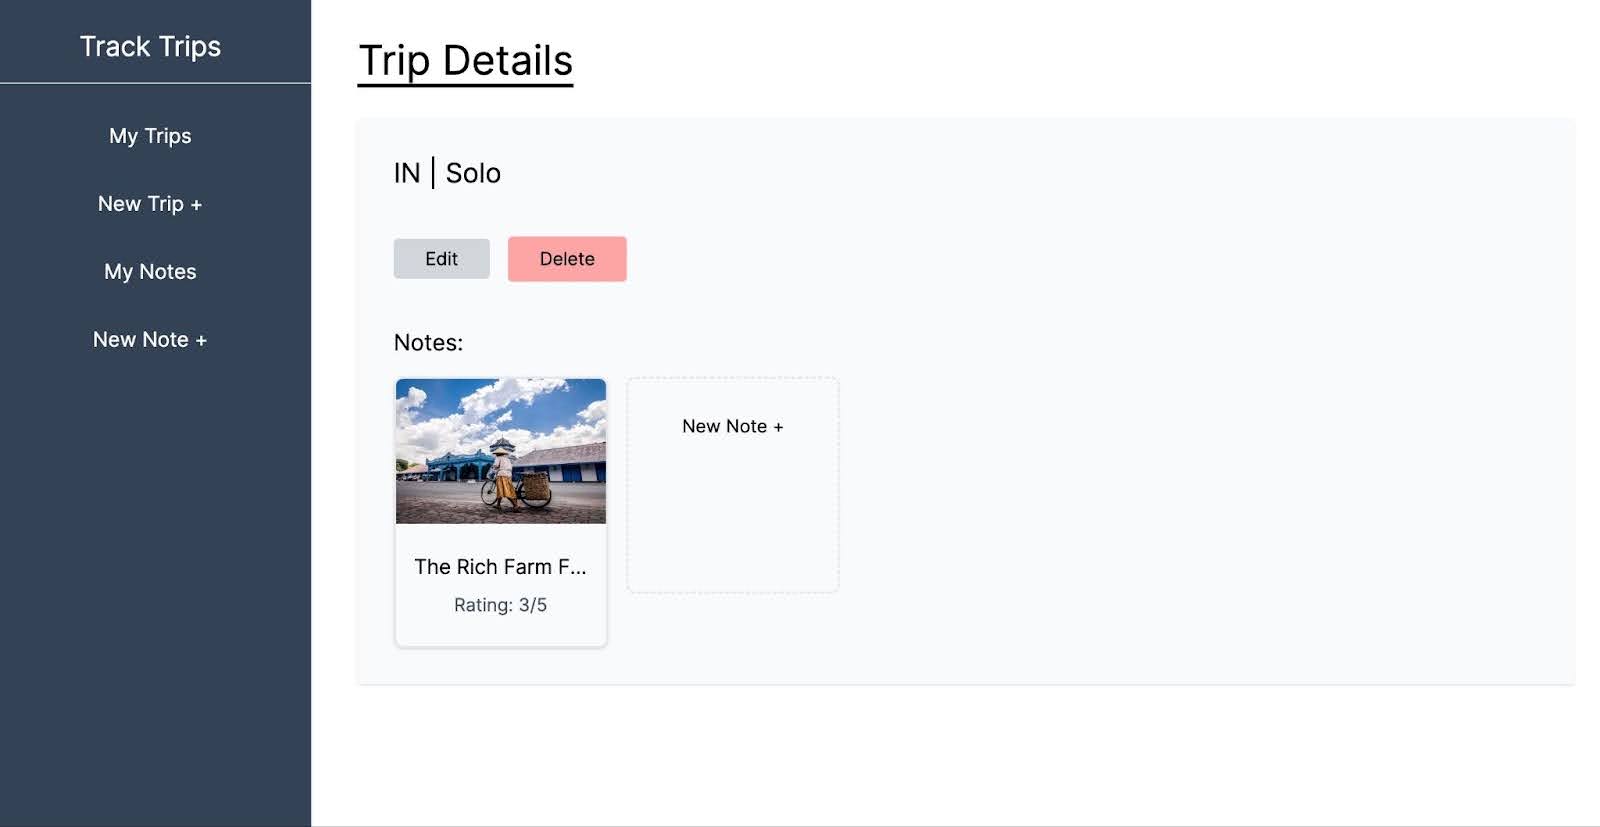 Track Trips
My Trips
New Trip +
My Notes
New Note +
Trip Details
IN | Solo
Edit
Delete
Notes:
The Rich Farm F...
Rating: 3/5
New Note +